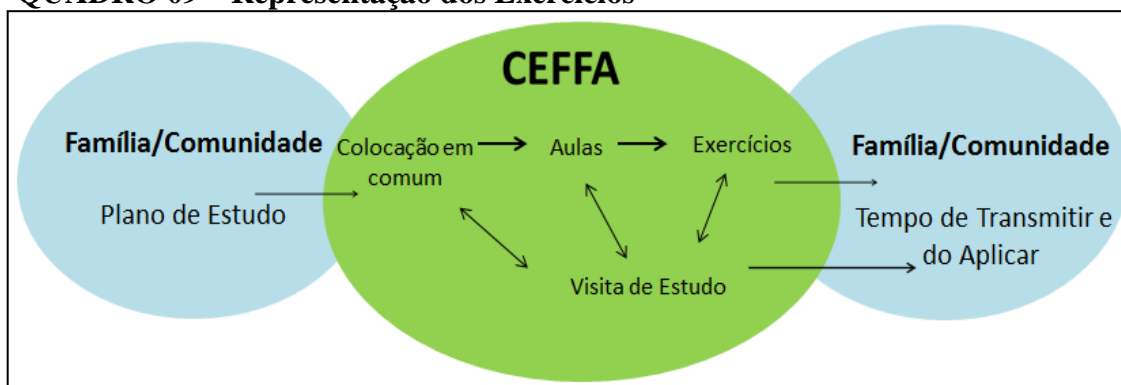 QUADRO 09 – Representação dos Exercícios
CEFFA
Família/Comunidade
Plano de Estudo
Colocação em
comum
Aulas
Exercícios
Visita de Estudo
Família/Comunidade
Tempo de Transmitir e
do Aplicar